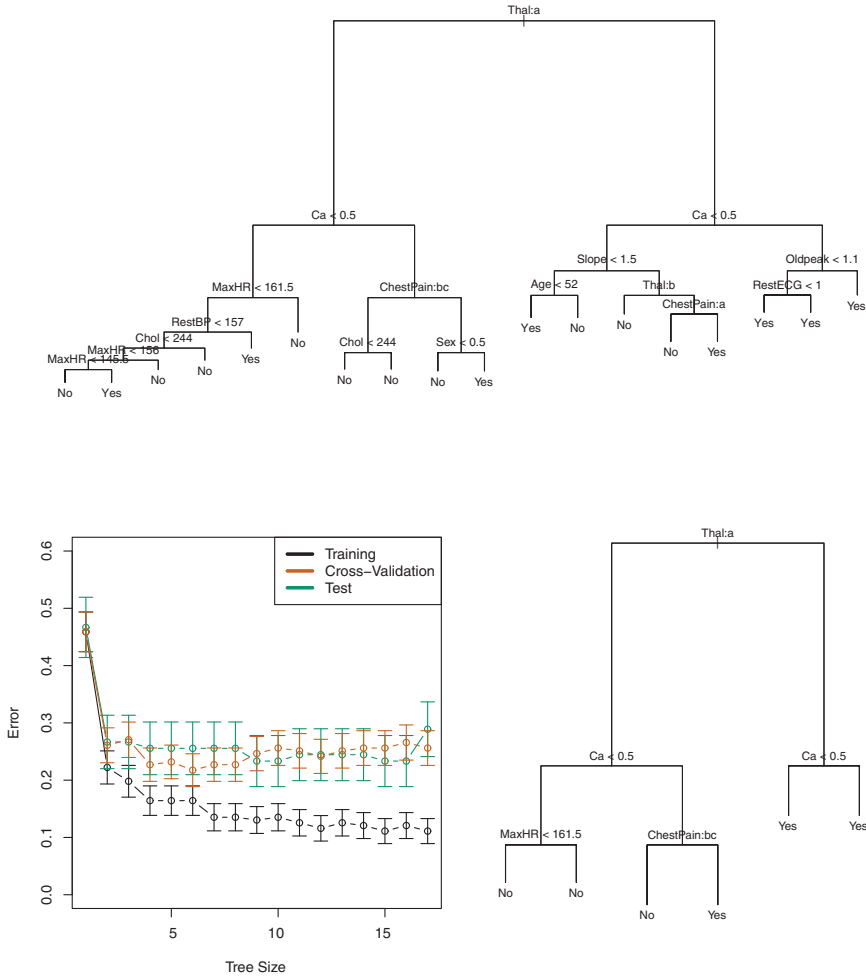 Thal:a
Ca < 0.5
Ca < 0.5
Slope < 1.5
Oldpeak < 1.1
MaxHR < 161.5
ChestPain:bc
Age < 52
Thal:b
RestECG < 1
ChestPain:a
Yes
RestBP < 157
Yes
No
No
Yes
Yes
Chol < 244
No
Chol < 244
Sex < 0.5
No
Yes
MaxHR < 156
Yes
MaxHR < 145.5
No
No
No
No
No
Yes
No
Yes
Training
Cross-Validation
Test
Error
0.0
0.1
0.2
0.3
0.4
0.5
0.6
5
10
15
Tree Size
Thal:a
Ca < 0.5
Ca < 0.5
MaxHR < 161.5
ChestPain:bc
Yes
Yes
No
No
No
Yes